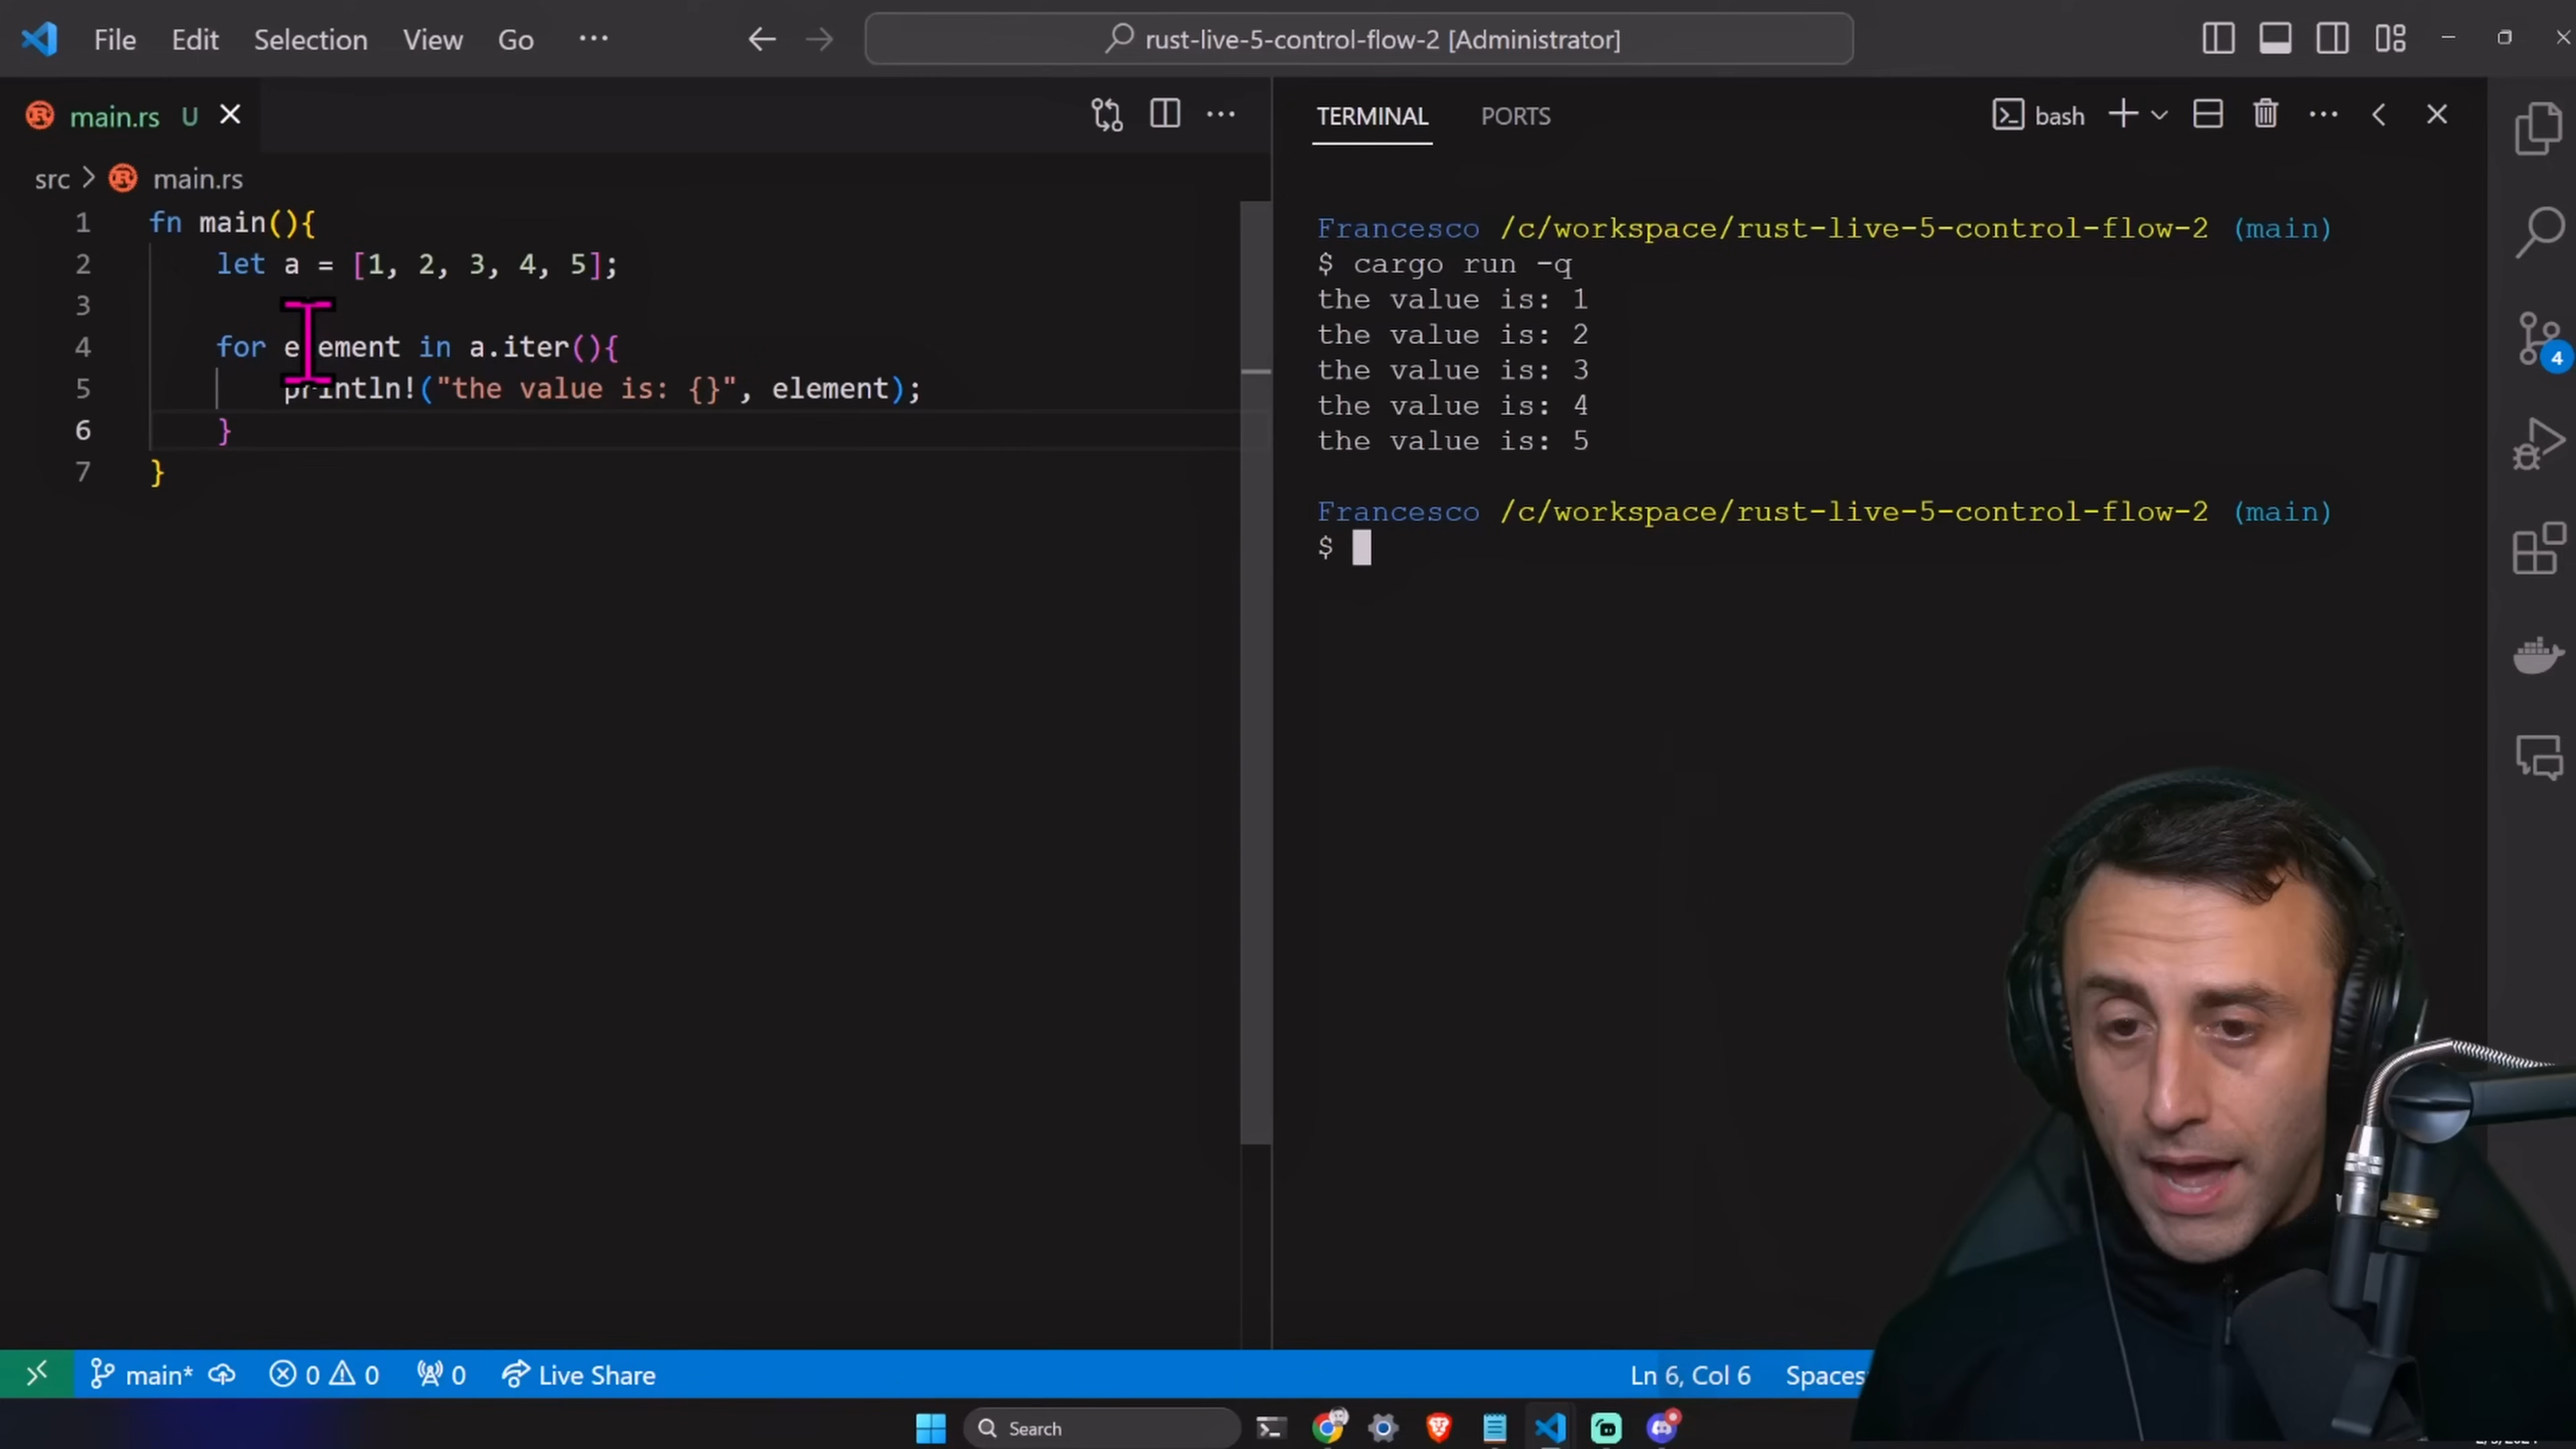 File Edit Selection View Go ... rust-live-5-control-flow-2 [Administrator]
main.rs U
TERMINAL PORTS bash
src > main.rs
1 fn main(){
2 let a = [1, 2, 3, 4, 5];
3
4 for element in a.iter(){
5 println!("the value is: {}", element);
6 }
7 }
Francesco /c/workspace/rust-live-5-control-flow-2 (main)
$ cargo run -q
the value is: 1
the value is: 2
the value is: 3
the value is: 4
the value is: 5
Francesco /c/workspace/rust-live-5-control-flow-2 (main)
$
4
main* 0 0 0 Live Share Ln 6, Col 6 Spaces
Search